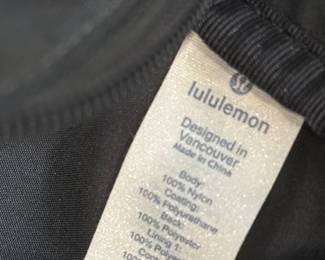 lululemon
Designed in
Vancouver
Made in China
Body:
100% Nylon
Coating:
100% Polyurethane
Back:
100% Polyester
Lining 1:
100% Polyester